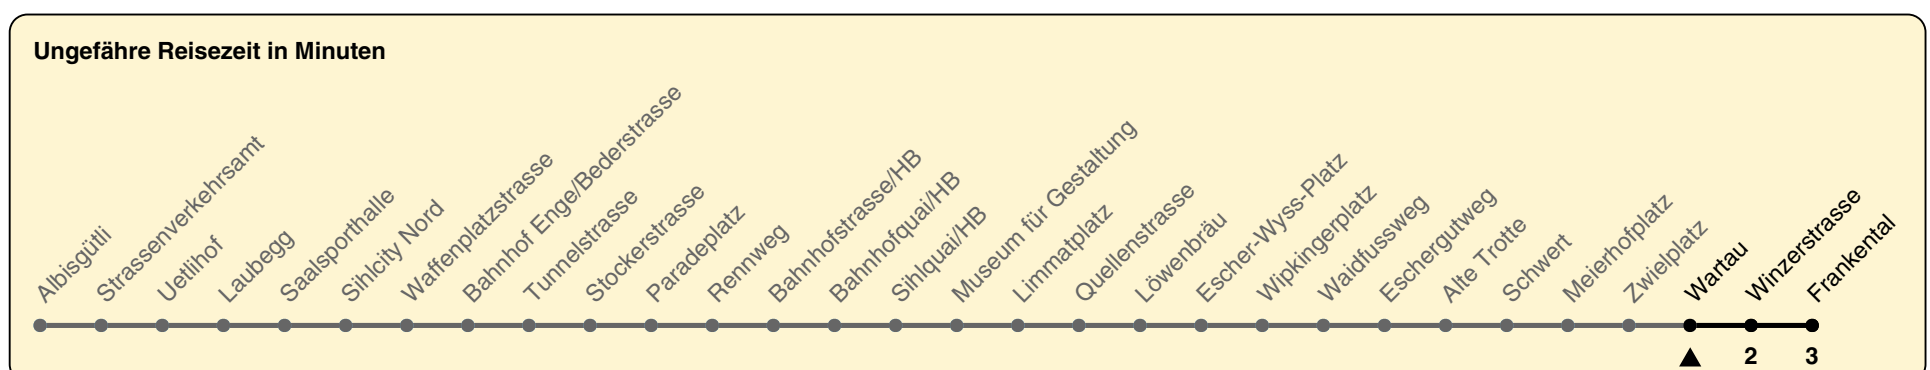 Ungefähre Reisezeit in Minuten
Albisgütli
Strassenverkehrsamt
Uetlihof
Laubegg
Saalsporthalle
Sihlcity Nord
Waffenplatzstrasse
Bahnhof Enge/Bederstrasse
Tunnelstrasse
Stockerstrasse
Paradeplatz
Rennweg
Bahnhofstrasse/HB
Bahnhofquai/HB
Sihlquai/HB
Museum für Gestaltung
Limmatplatz
Quellenstrasse
Löwenbräu
Escher-Wyss-Platz
Wipkingerplatz
Waidfussweg
Eschergutweg
Alte Trotte
Schwert
Meierhofplatz
Zwielplatz
Wartau
Winzerstrasse
Frankental
2 3